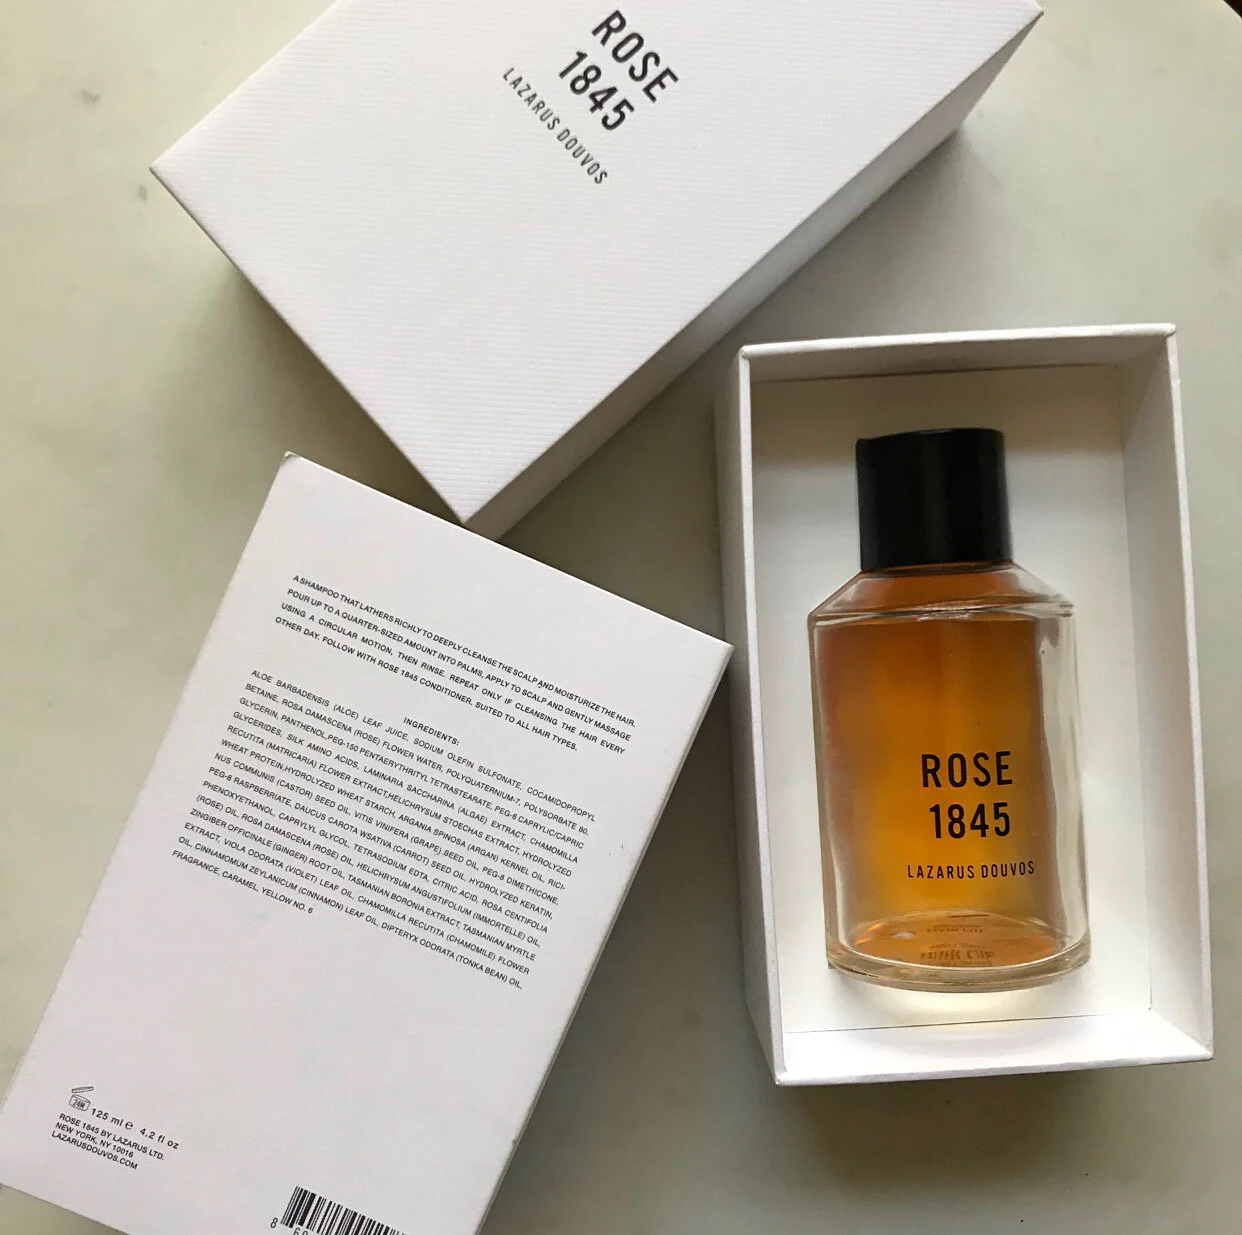 ROSE
1845
LAZARUS DOUVOS
A SHAMPOO THAT LATHERS RICHLY TO DEEPLY CLEANSE THE SCALP AND MOISTURIZE THE HAIR.
POUR UP TO A QUARTER-SIZED AMOUNT INTO PALMS, APPLY TO SCALP AND GENTLY MASSAGE
USING A CIRCULAR MOTION, THEN RINSE. REPEAT ONLY IF CLEANSING THE HAIR EVERY
OTHER DAY. FOLLOW WITH ROSE 1845 CONDITIONER. SUITED TO ALL HAIR TYPES.
INGREDIENTS:
ALOE BARBADENSIS (ALOE) LEAF JUICE, SODIUM OLEFIN SULFONATE, COCAMIDOPROPYL
BETAINE, ROSA DAMASCENA (ROSE) FLOWER WATER, POLYQUATERNIUM-7, POLYSORBATE 80,
GLYCERIN, PANTHENOL,PEG-150 PENTAERYTHRITYL TETRASTEARATE, PEG-6 CAPRYLIC/CAPRIC
GLYCERIDES, SILK AMINO ACIDS, LAMINARIA SACCHARINA (ALGAE) EXTRACT, CHAMOMILLA
RECUTITA (MATRICARIA) FLOWER EXTRACT,HELICHRYSUM STOECHAS EXTRACT, HYDROLYZED
WHEAT PROTEIN,HYDROLYZED WHEAT STARCH, ARGANIA SPINOSA (ARGAN) KERNEL OIL, RICI-
NUS COMMUNIS (CASTOR) SEED OIL, VITIS VINIFERA (GRAPE) SEED OIL, PEG-8 DIMETHICONE,
PEG-8 RASPBERRIATE, DAUCUS CAROTA WSATIVA (CARROT) SEED OIL, HYDROLYZED KERATIN,
PHENOXYETHANOL, CAPRYLYL GLYCOL, TETRASODIUM EDTA, CITRIC ACID, ROSA CENTIFOLIA
(ROSE) OIL, ROSA DAMASCENA (ROSE) OIL, HELICHRYSUM ANGUSTIFOLIUM (IMMORTELLE) OIL,
ZINGIBER OFFICINALE (GINGER) ROOT OIL, TASMANIAN BORONIA EXTRACT, TASMANIAN MYRTLE
EXTRACT, VIOLA ODORATA (VIOLET) LEAF OIL, CHAMOMILLA RECUTITA (CHAMOMILE) FLOWER
OIL, CINNAMOMUM ZEYLANICUM (CINNAMON) LEAF OIL, DIPTERYX ODORATA (TONKA BEAN) OIL,
FRAGRANCE, CARAMEL, YELLOW NO. 6
24M 125 ml ℮ 4.2 fl oz
ROSE 1845 BY LAZARUS LTD.
NEW YORK, NY 10016
LAZARUSDOUVOS.COM
ROSE
1845
LAZARUS DOUVOS